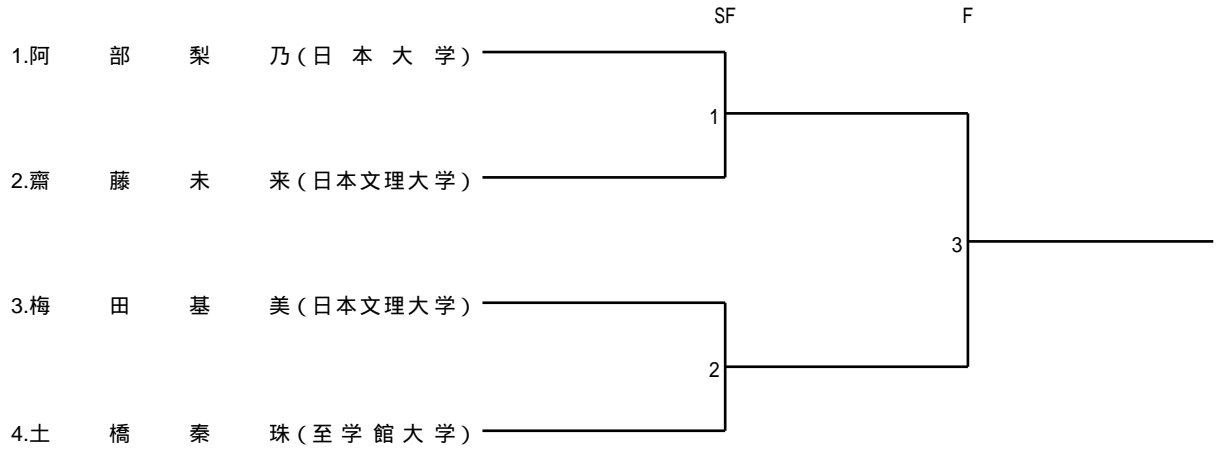 SF F
1.阿部梨乃(日本大学)
1
2.齋藤未来(日本文理大学)
3
3.梅田基美(日本文理大学)
2
4.土橋秦珠(至学館大学)